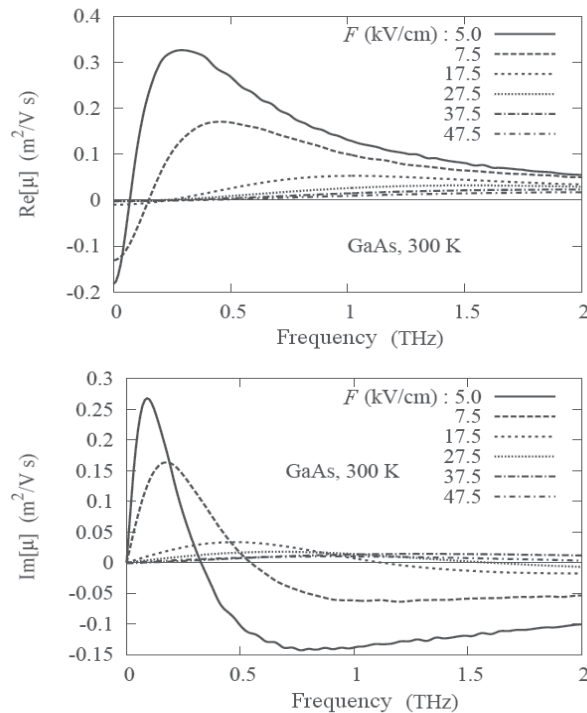 Re[μ] (m²/V s)
0.4
0.3
0.2
0.1
0
-0.1
-0.2
F (kV/cm) : 5.0
7.5
17.5
27.5
37.5
47.5
GaAs, 300 K
0 0.5 1 1.5 2
Frequency (THz)
Im[μ] (m²/V s)
0.3
0.25
0.2
0.15
0.1
0.05
0
-0.05
-0.1
-0.15
F (kV/cm) : 5.0
7.5
17.5
27.5
37.5
47.5
GaAs, 300 K
0 0.5 1 1.5 2
Frequency (THz)